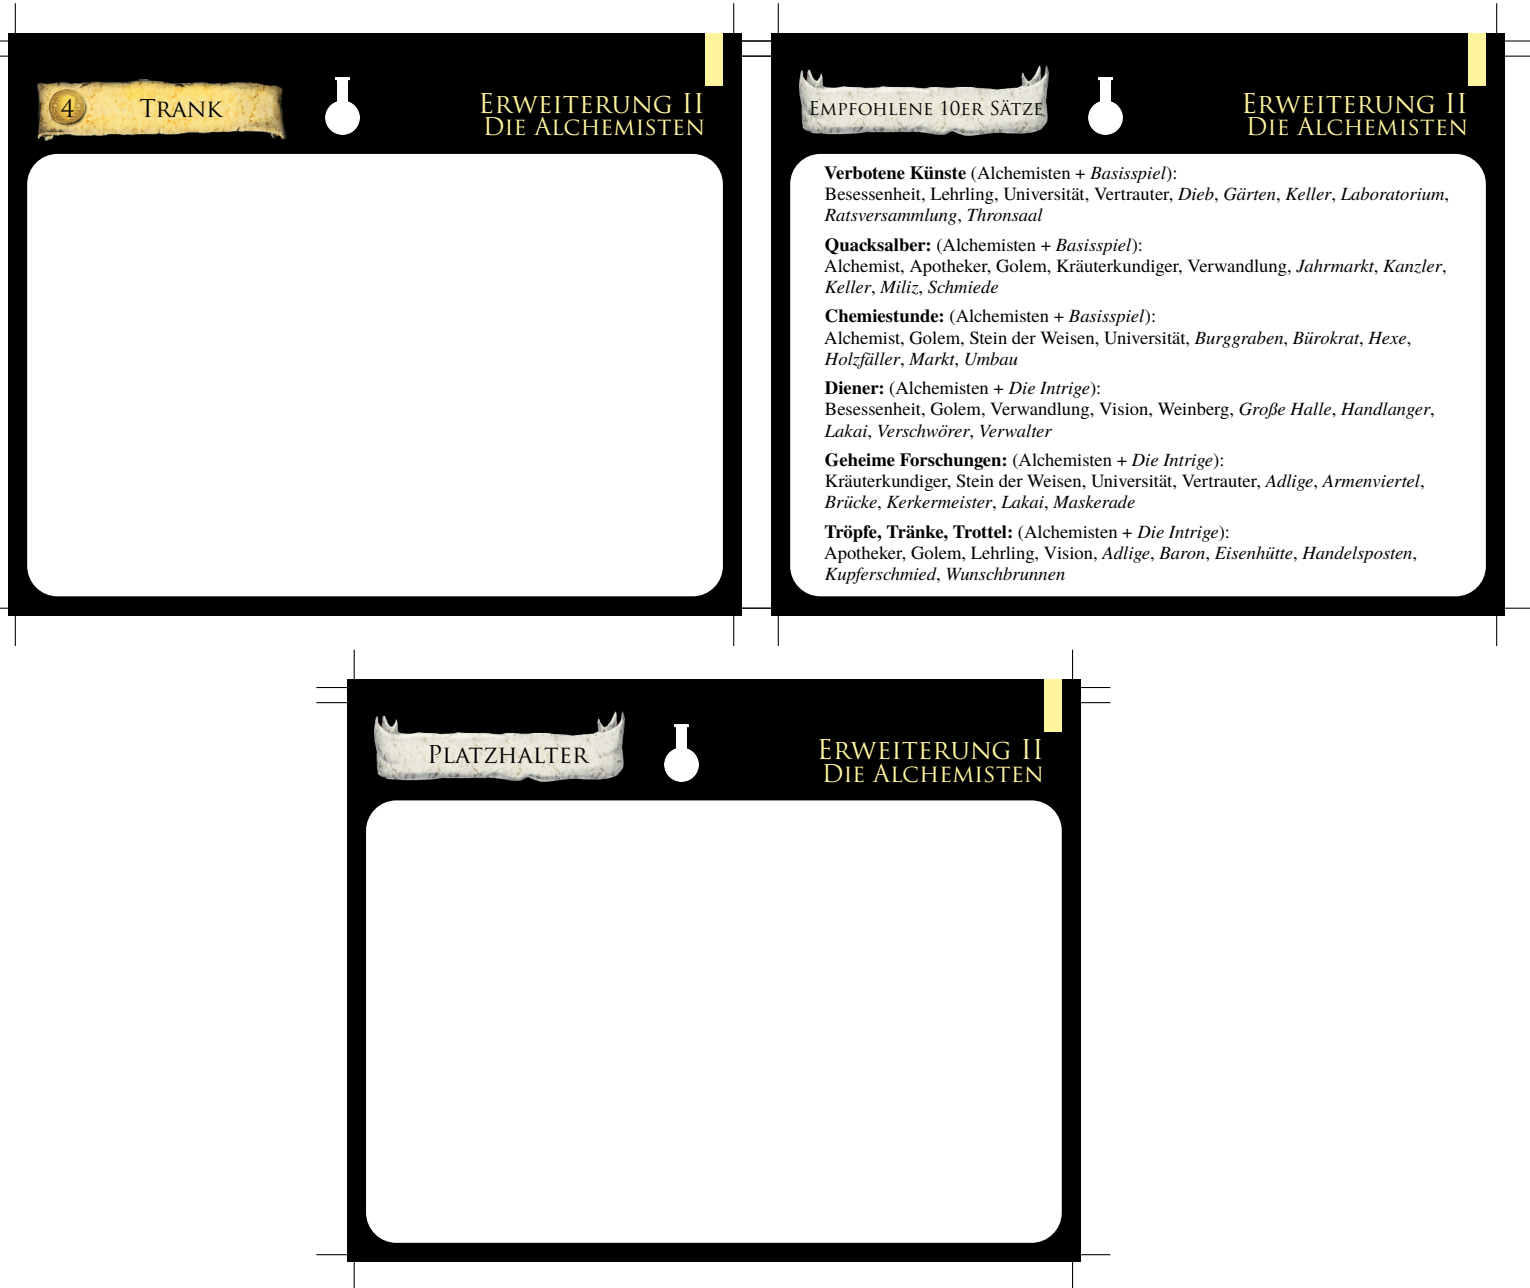 4 Trank
Erweiterung II
Die Alchemisten
Empfohlene 10er Sätze
Erweiterung II
Die Alchemisten
Verbotene Künste (Alchemisten + Basisspiel):
Besessenheit, Lehrling, Universität, Vertrauter, Dieb, Gärten, Keller, Laboratorium,
Ratsversammlung, Thronsaal
Quacksalber: (Alchemisten + Basisspiel):
Alchemist, Apotheker, Golem, Kräuterkundiger, Verwandlung, Jahrmarkt, Kanzler,
Keller, Miliz, Schmiede
Chemiestunde: (Alchemisten + Basisspiel):
Alchemist, Golem, Stein der Weisen, Universität, Burggraben, Bürokrat, Hexe,
Holzfäller, Markt, Umbau
Diener: (Alchemisten + Die Intrige):
Besessenheit, Golem, Verwandlung, Vision, Weinberg, Große Halle, Handlanger,
Lakai, Verschwörer, Verwalter
Geheime Forschungen: (Alchemisten + Die Intrige):
Kräuterkundiger, Stein der Weisen, Universität, Vertrauter, Adlige, Armenviertel,
Brücke, Kerkermeister, Lakai, Maskerade
Tröpfe, Tränke, Trottel: (Alchemisten + Die Intrige):
Apotheker, Golem, Lehrling, Vision, Adlige, Baron, Eisenhütte, Handelsposten,
Kupferschmied, Wunschbrunnen
Platzhalter
Erweiterung II
Die Alchemisten